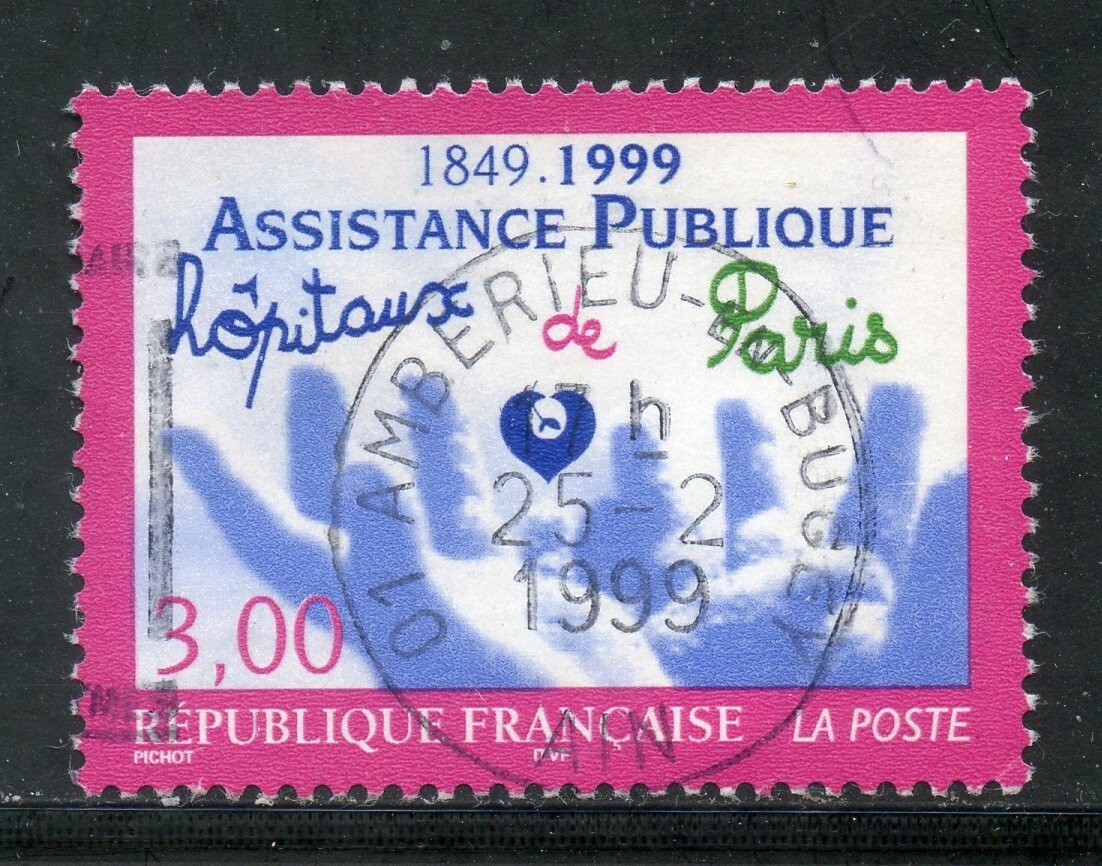 1849.1999
ASSISTANCE PUBLIQUE
hôpitaux de Paris
01 AMBERIEU-EN-BUGEY
17 h
25-2
1999
AIN
3,00
RÉPUBLIQUE FRANÇAISE LA POSTE
PICHOT ITVF